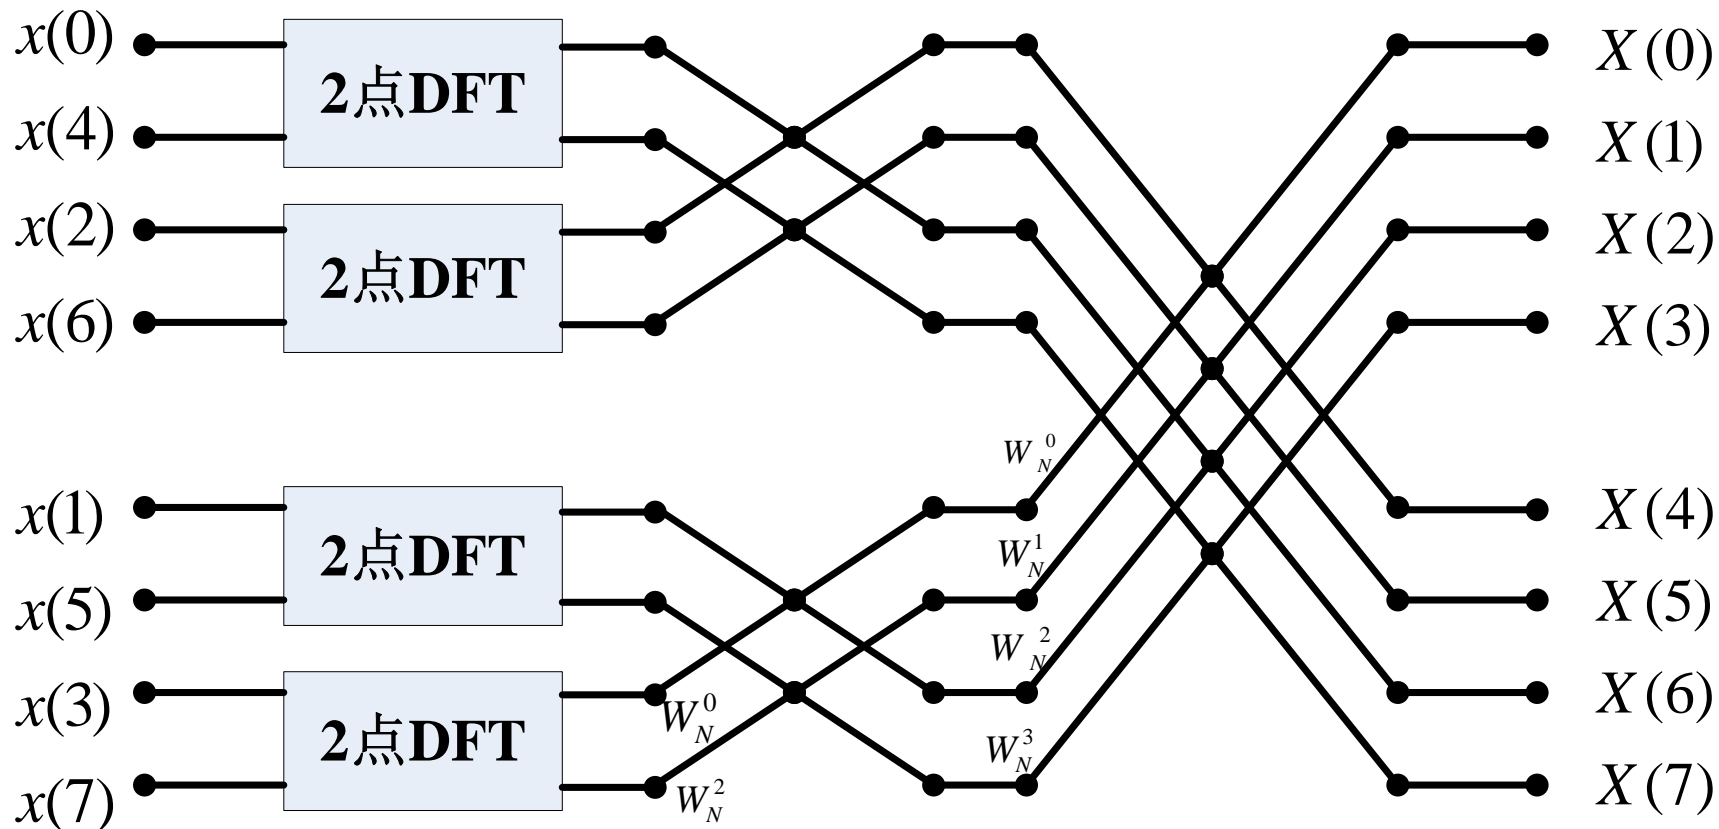 x(0)
2点DFT
X(0)
x(4)
X(1)
x(2)
2点DFT
X(2)
x(6)
X(3)
W_N^0
x(1)
2点DFT
W_N^1
X(4)
x(5)
W_N^2
X(5)
x(3)
2点DFT
W_N^0
W_N^3
X(6)
x(7)
W_N^2
X(7)